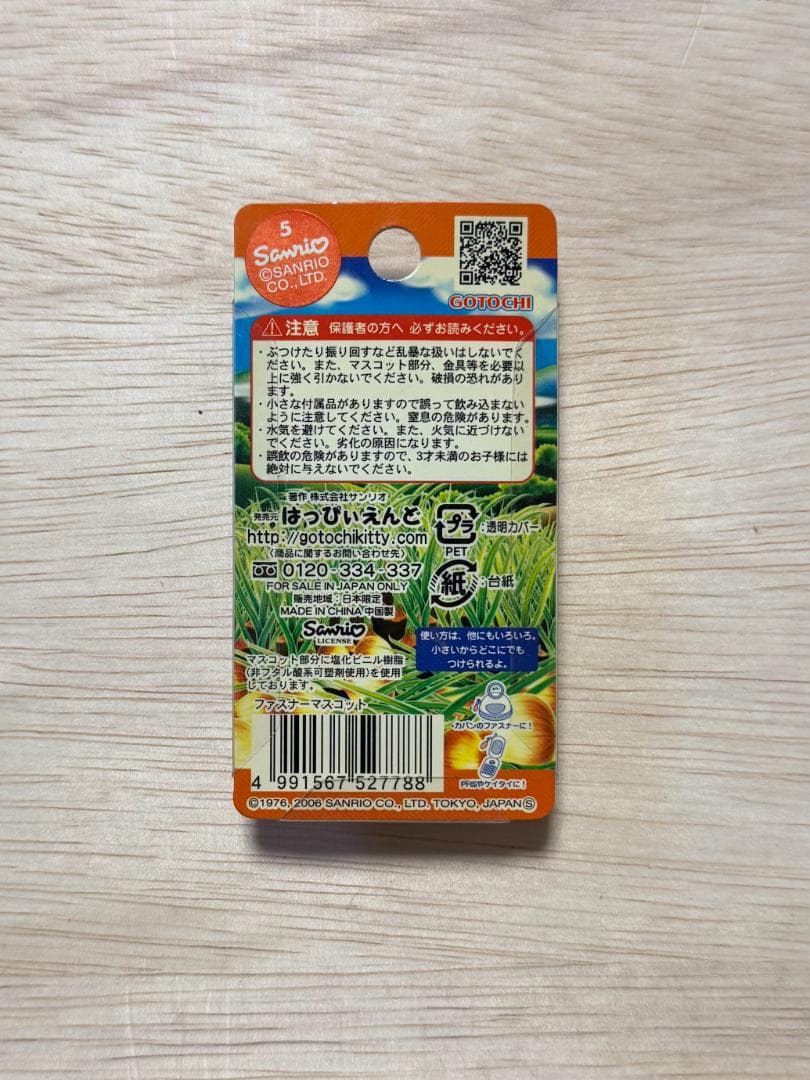 5
Sanrio
©SANRIO
CO., LTD.
GOTOCHI
⚠注意 保護者の方へ 必ずお読みください。
・ぶつけたり振り回すなど乱暴な扱いはしないでく
ださい。また、マスコット部分、金具等を必要以
上に強く引かないでください。破損の恐れがあり
ます。
・小さな付属品がありますので誤って飲み込まない
ように注意してください。窒息の危険があります。
・水気を避けてください。また、火気に近づけない
でください。劣化の原因になります。
・誤飲の危険がありますので、3才未満のお子様には
絶対に与えないでください。
著作 株式会社サンリオ
発売元 はっぴぃえんど
http://gotochikitty.com
〈商品に関するお問い合わせ先〉
0120-334-337
FOR SALE IN JAPAN ONLY
販売地域:日本限定
MADE IN CHINA 中国製
Sanrio
LICENSE
プラ:透明カバー
PET
紙:台紙
マスコット部分に塩化ビニル樹脂
(非フタル酸系可塑剤使用)を使用
しております。
ファスナーマスコット
使い方は、他にもいろいろ。
小さいからどこにでも
つけられるよ。
カバンのファスナーに!
PHSやケイタイに!
4 991567 527788
©1976, 2006 SANRIO CO., LTD. TOKYO, JAPAN Ⓢ